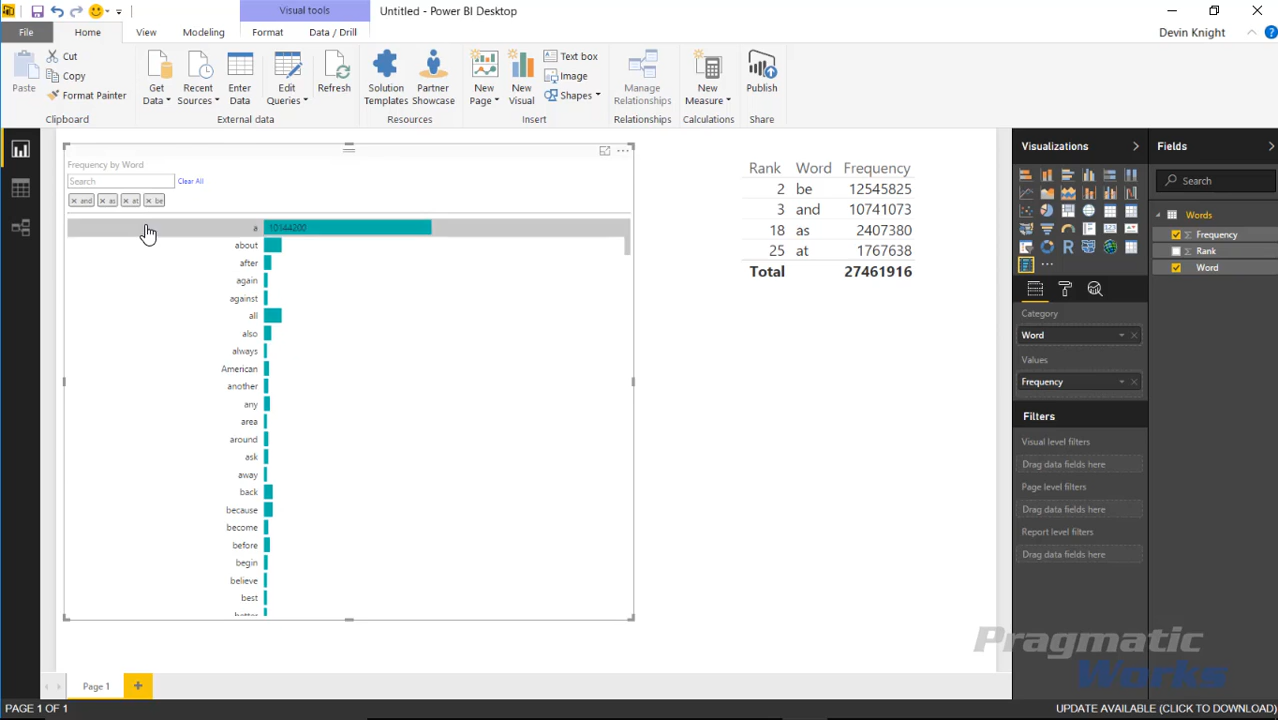 Visual tools
Untitled - Power BI Desktop
File
Home
View
Modeling
Format
Data / Drill
Devin Knight
Paste
Cut
Copy
Format Painter
Clipboard
Get Data
Recent Sources
Enter Data
Edit Queries
Refresh
External data
Solution Templates
Partner Showcase
Resources
New Page
New Visual
Text box
Image
Shapes
Insert
Manage Relationships
Relationships
New Measure
Calculations
Publish
Share
Frequency by Word
Search
Clear All
× and × as × at × be
a 10144200
about
after
again
against
all
also
always
American
another
any
area
around
ask
away
back
because
become
before
begin
believe
best
better
Rank Word Frequency
2 be 12545825
3 and 10741073
18 as 2407380
25 at 1767638
Total 27461916
Visualizations
R
Category
Word
Values
Frequency
Filters
Visual level filters
Drag data fields here
Page level filters
Drag data fields here
Report level filters
Drag data fields here
Fields
Search
Words
Σ Frequency
Σ Rank
Word
Pragmatic
Works
Page 1
PAGE 1 OF 1
UPDATE AVAILABLE (CLICK TO DOWNLOAD)